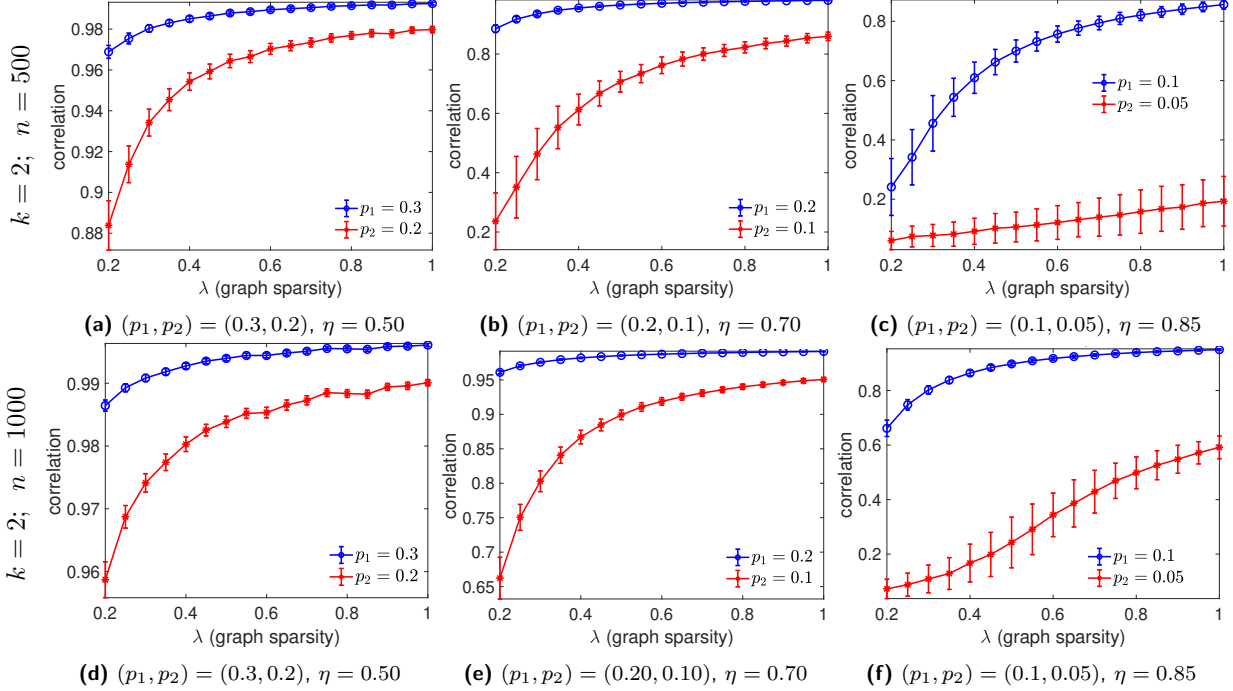 k = 2; n = 500
correlation
0.98
0.96
0.94
0.92
0.9
0.88
p₁ = 0.3
p₂ = 0.2
0.2 0.4 0.6 0.8 1
λ (graph sparsity)
(a) (p₁, p₂) = (0.3, 0.2), η = 0.50
correlation
0.8
0.6
0.4
0.2
p₁ = 0.2
p₂ = 0.1
0.2 0.4 0.6 0.8 1
λ (graph sparsity)
(b) (p₁, p₂) = (0.2, 0.1), η = 0.70
correlation
0.8
0.6
0.4
0.2
p₁ = 0.1
p₂ = 0.05
0.2 0.4 0.6 0.8 1
λ (graph sparsity)
(c) (p₁, p₂) = (0.1, 0.05), η = 0.85
k = 2; n = 1000
correlation
0.99
0.98
0.97
0.96
p₁ = 0.3
p₂ = 0.2
0.2 0.4 0.6 0.8 1
λ (graph sparsity)
(d) (p₁, p₂) = (0.3, 0.2), η = 0.50
correlation
0.95
0.9
0.85
0.8
0.75
0.7
0.65
p₁ = 0.2
p₂ = 0.1
0.2 0.4 0.6 0.8 1
λ (graph sparsity)
(e) (p₁, p₂) = (0.20, 0.10), η = 0.70
correlation
0.8
0.6
0.4
0.2
p₁ = 0.1
p₂ = 0.05
0.2 0.4 0.6 0.8 1
λ (graph sparsity)
(f) (p₁, p₂) = (0.1, 0.05), η = 0.85